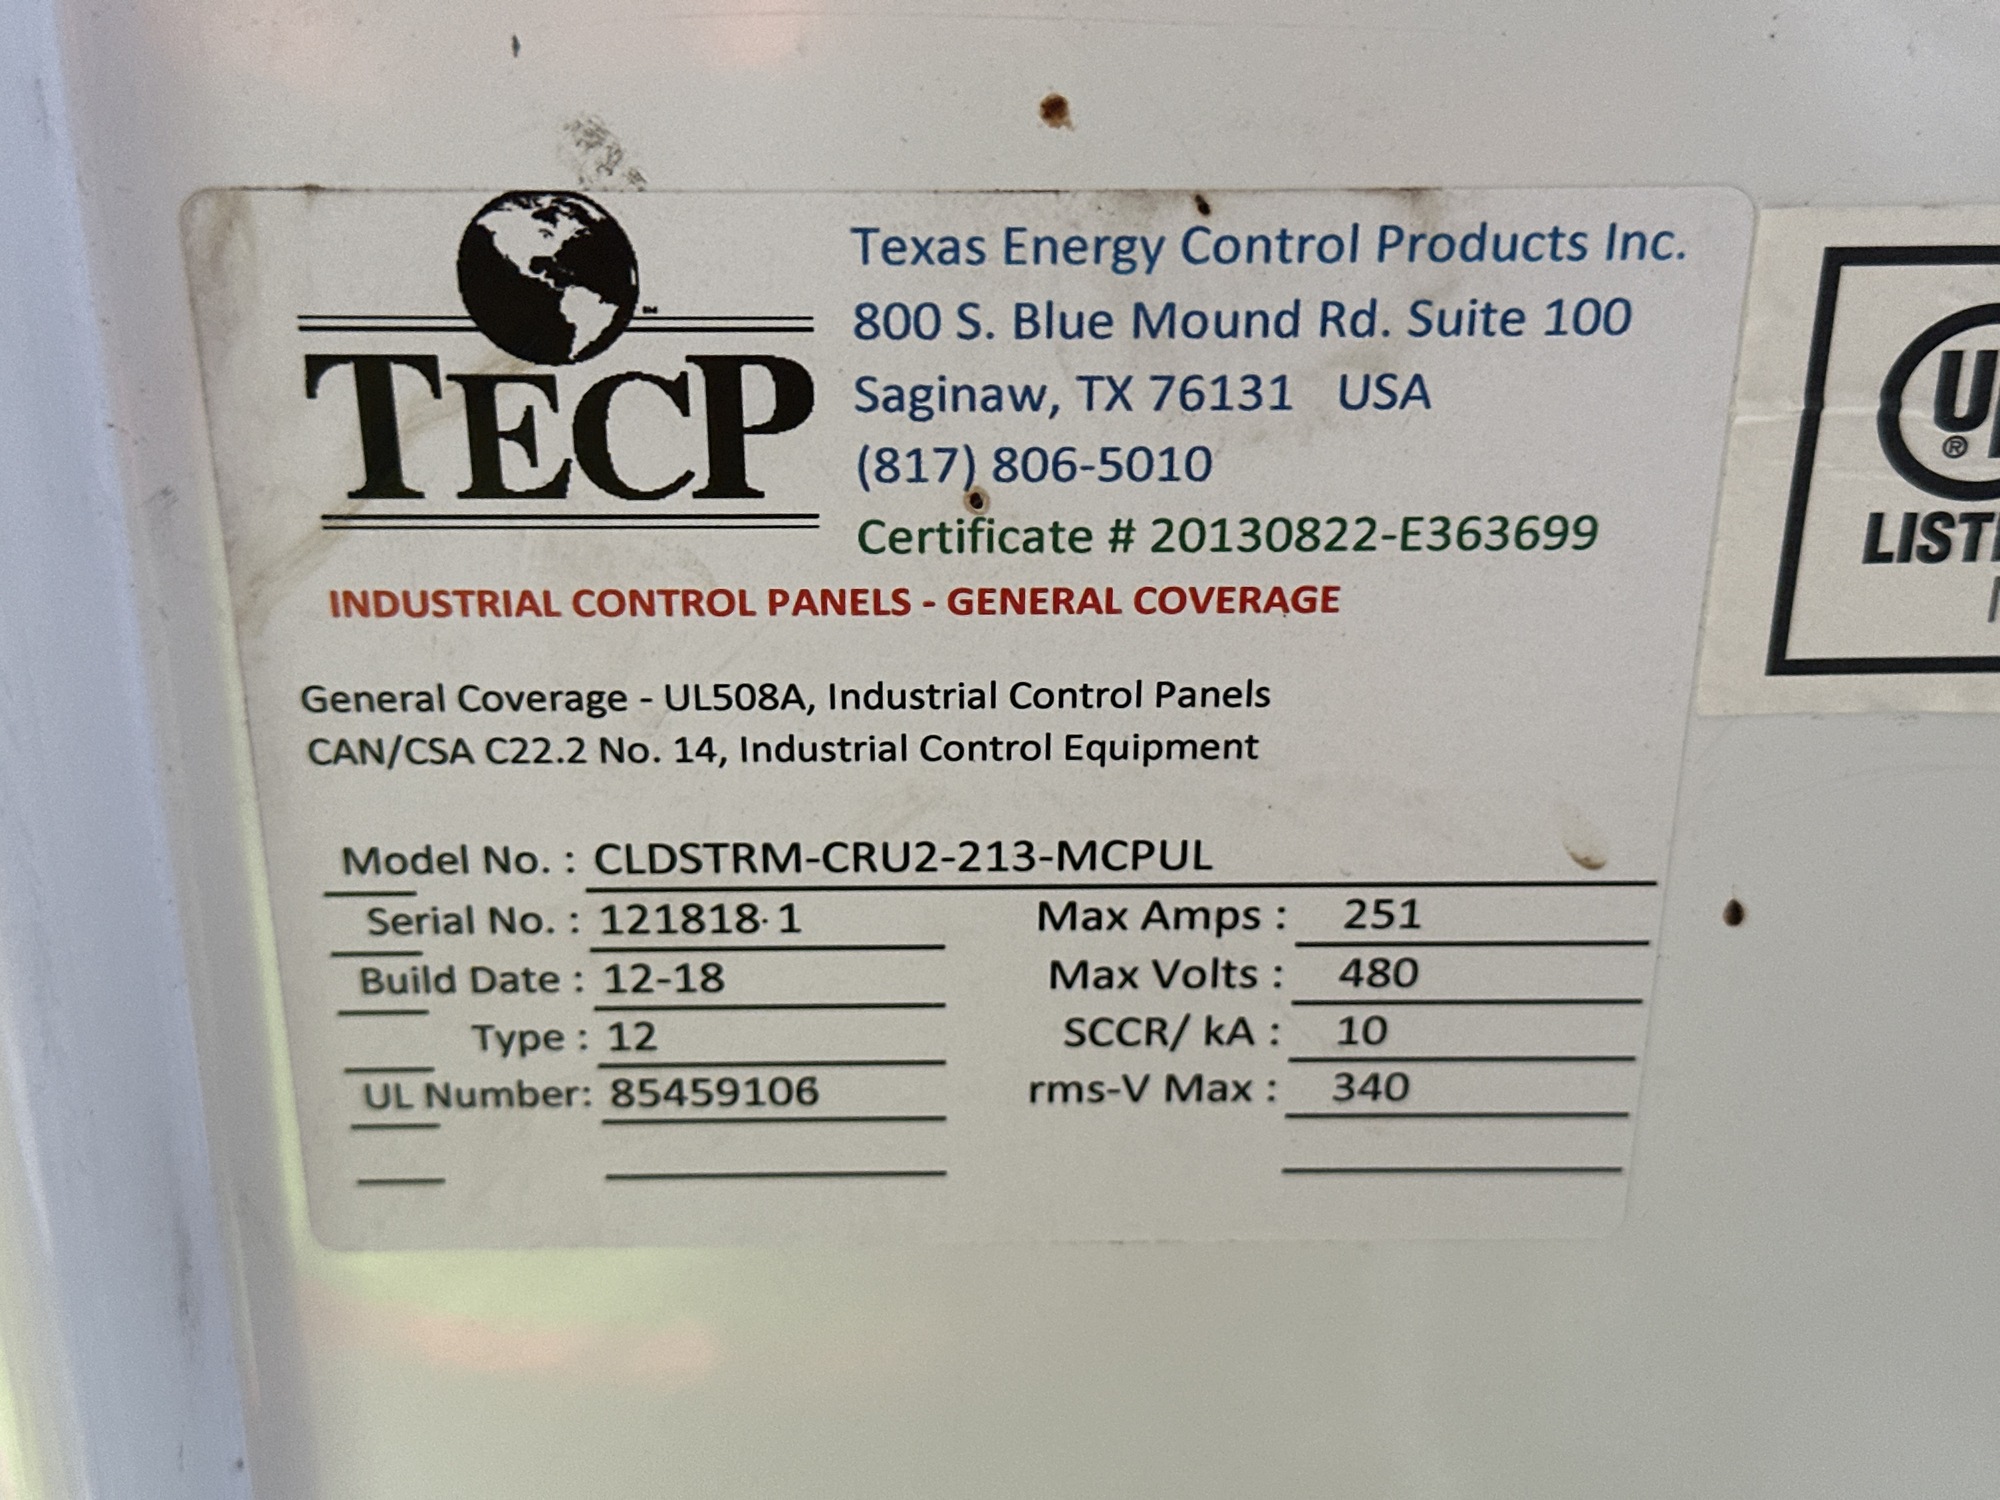 TECP
™
Texas Energy Control Products Inc.
800 S. Blue Mound Rd. Suite 100
Saginaw, TX 76131 USA
(817) 806-5010
Certificate # 20130822-E363699
INDUSTRIAL CONTROL PANELS - GENERAL COVERAGE
General Coverage - UL508A, Industrial Control Panels
CAN/CSA C22.2 No. 14, Industrial Control Equipment
Model No. : CLDSTRM-CRU2-213-MCPUL
Serial No. : 121818-1 Max Amps : 251
Build Date : 12-18 Max Volts : 480
Type : 12 SCCR/ kA : 10
UL Number: 85459106 rms-V Max : 340
U
®
LIST